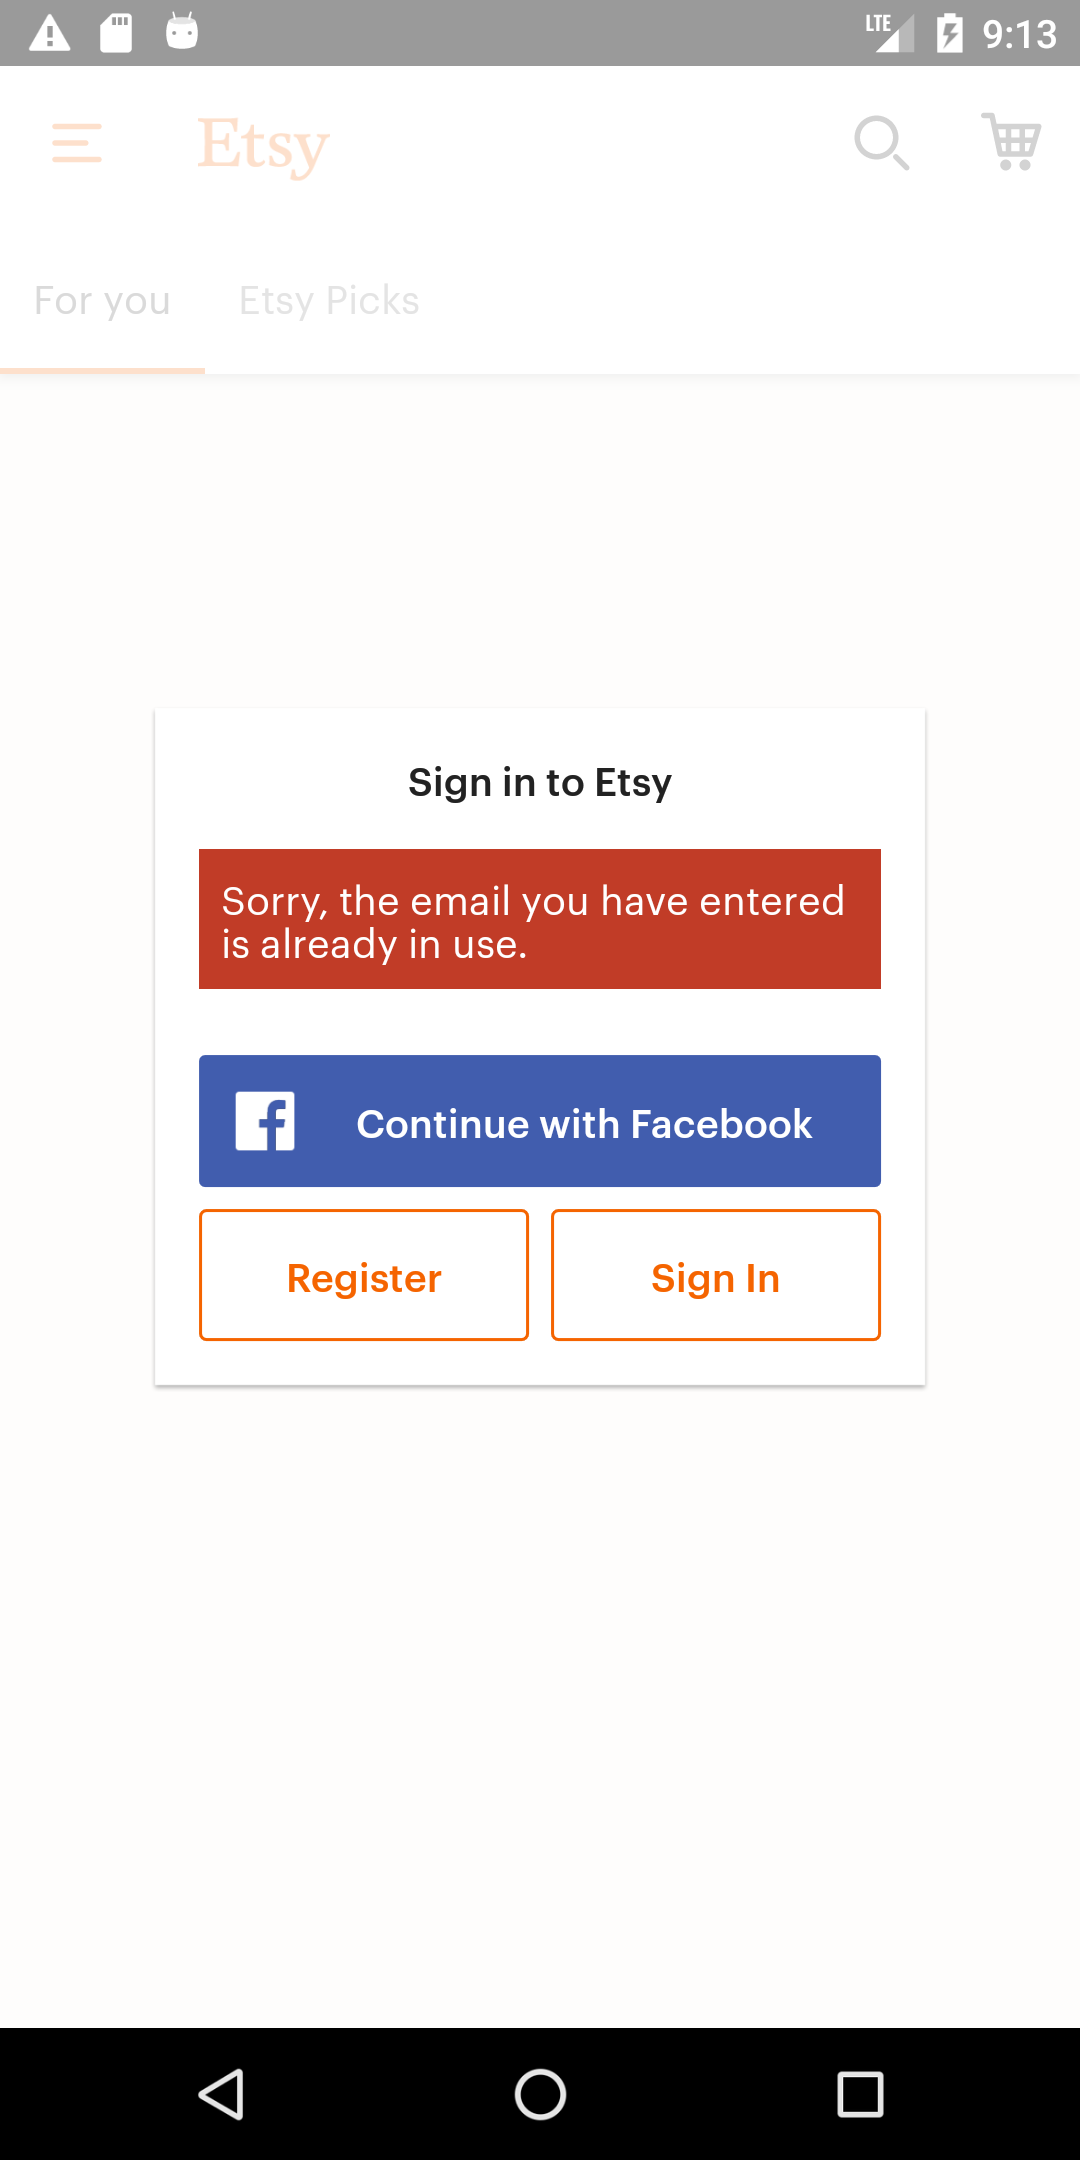 LTE 9:13
Etsy
For you Etsy Picks
Sign in to Etsy
Sorry, the email you have entered
is already in use.
Continue with Facebook
Register Sign In